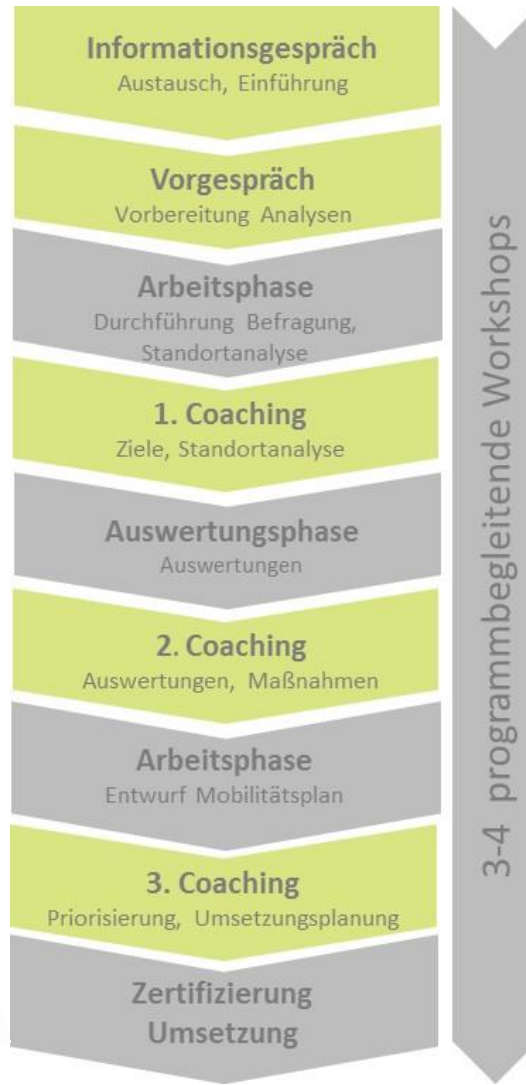 Informationsgespräch
Austausch, Einführung
Vorgespräch
Vorbereitung Analysen
Arbeitsphase
Durchführung Befragung,
Standortanalyse
1. Coaching
Ziele, Standortanalyse
Auswertungsphase
Auswertungen
2. Coaching
Auswertungen, Maßnahmen
Arbeitsphase
Entwurf Mobilitätsplan
3. Coaching
Priorisierung, Umsetzungsplanung
Zertifizierung
Umsetzung
3-4 programmbegleitende Workshops